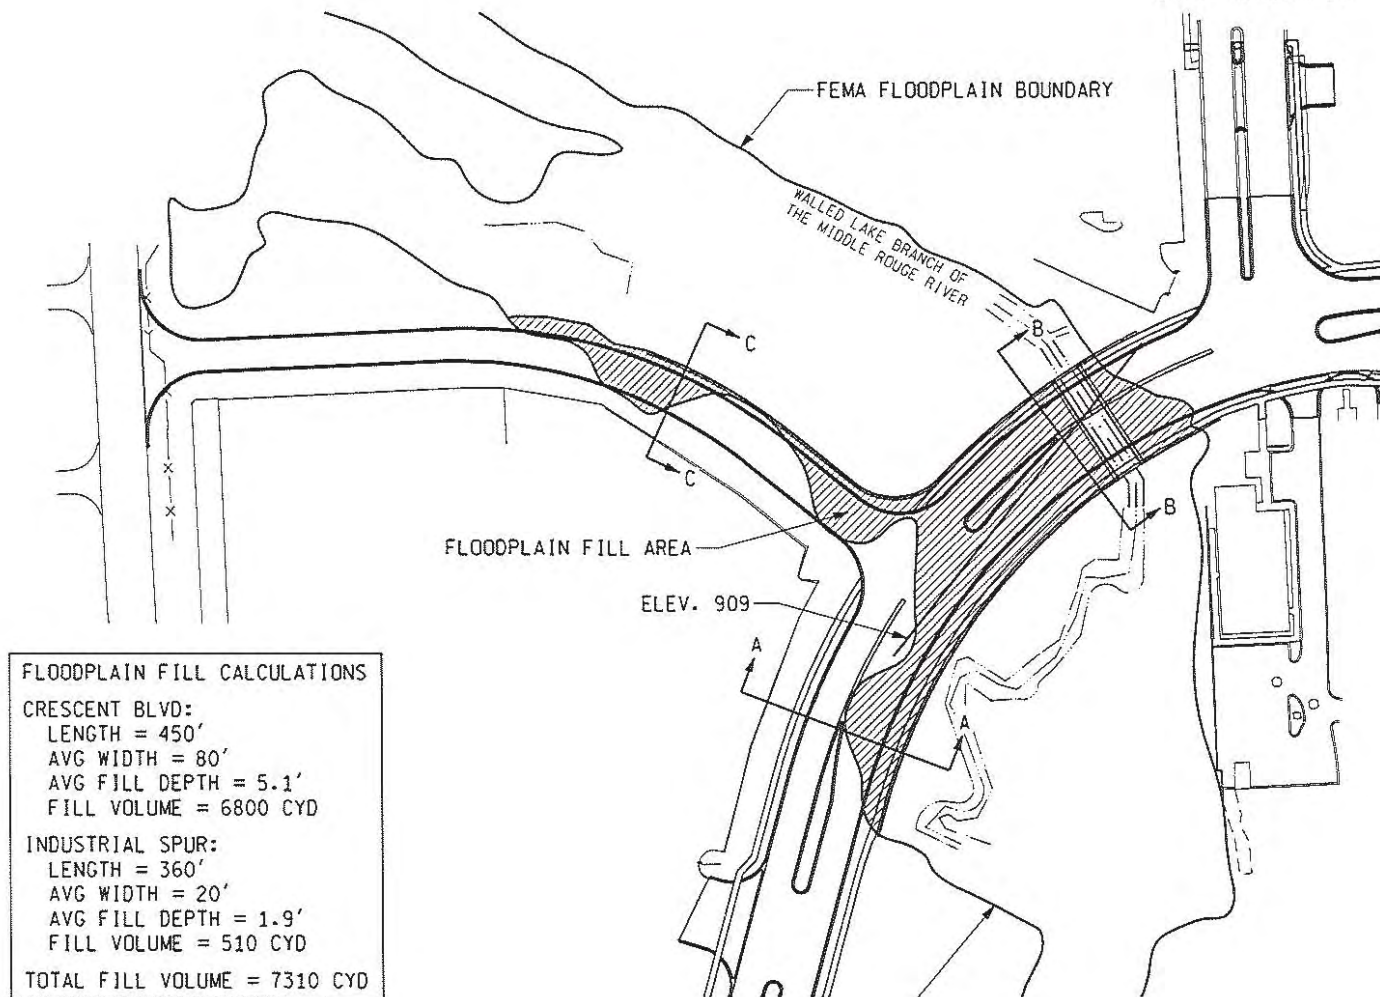 FEMA FLOODPLAIN BOUNDARY
WALLED LAKE BRANCH OF
THE MIDDLE ROUGE RIVER
B
C
C
B
FLOODPLAIN FILL AREA
ELEV. 909
A
A
FLOODPLAIN FILL CALCULATIONS
CRESCENT BLVD:
LENGTH = 450'
AVG WIDTH = 80'
AVG FILL DEPTH = 5.1'
FILL VOLUME = 6800 CYD
INDUSTRIAL SPUR:
LENGTH = 360'
AVG WIDTH = 20'
AVG FILL DEPTH = 1.9'
FILL VOLUME = 510 CYD
TOTAL FILL VOLUME = 7310 CYD